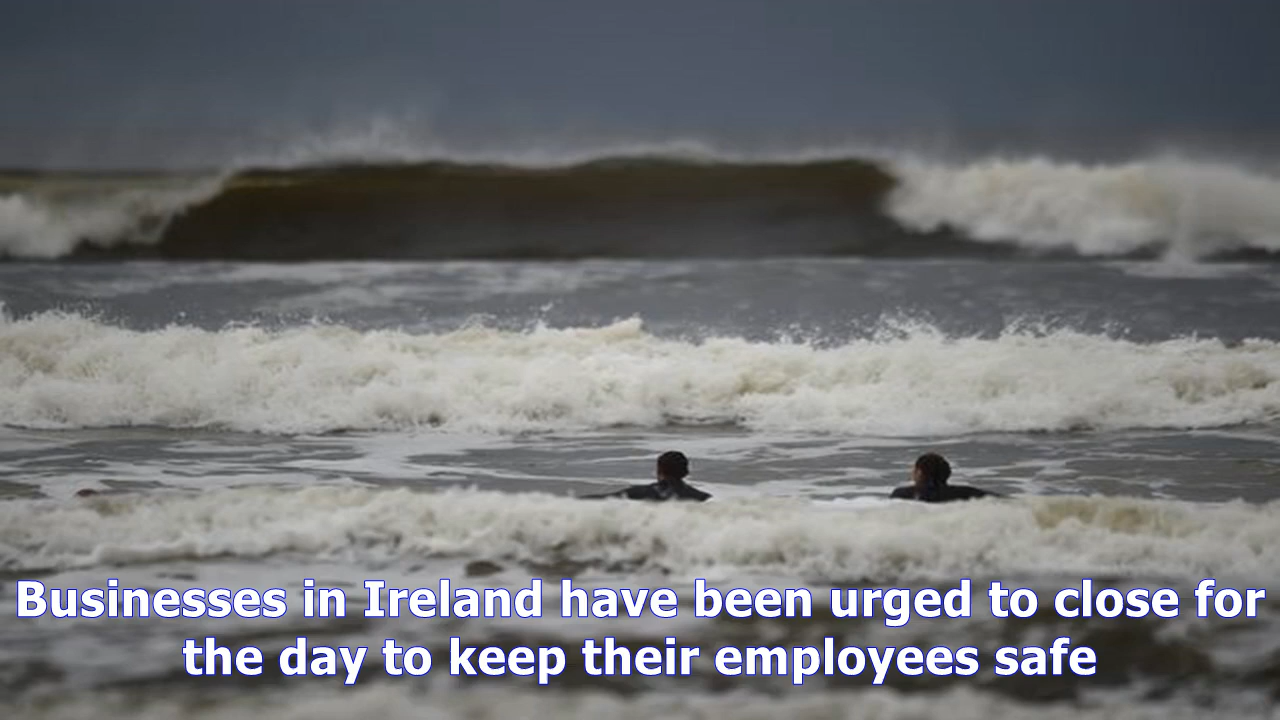 Businesses in Ireland have been urged to close for
the day to keep their employees safe